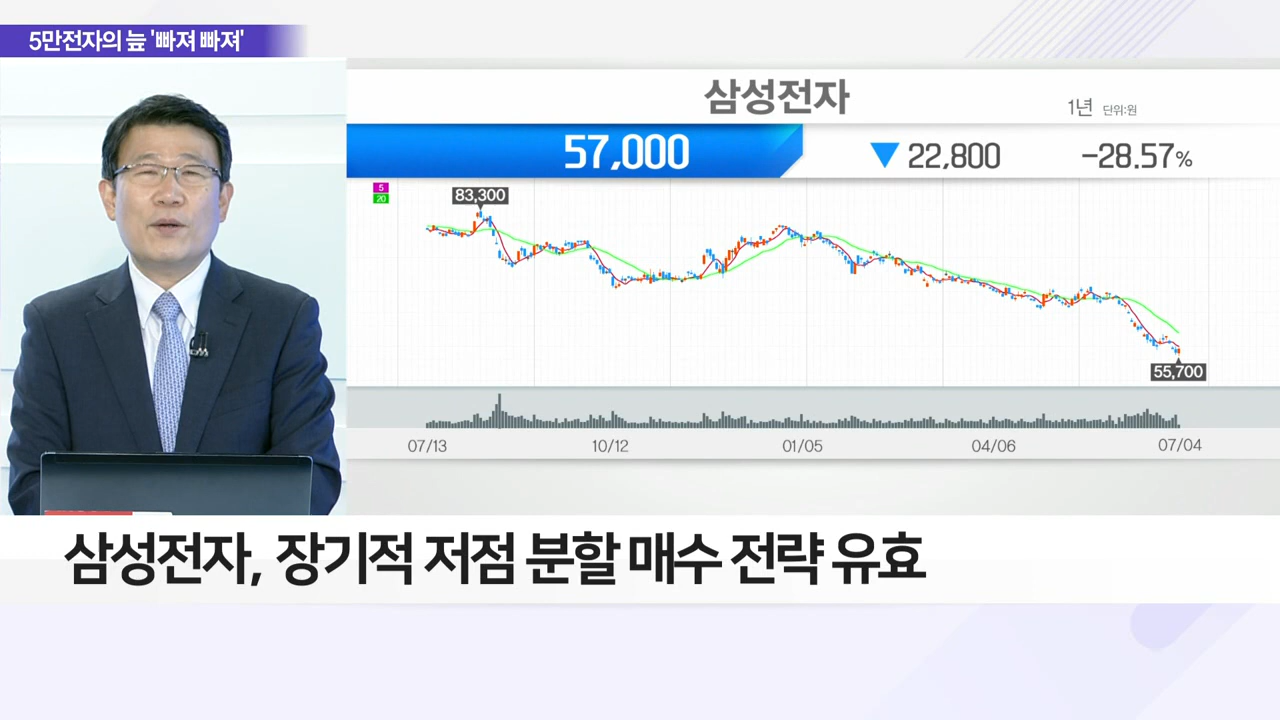 5만전자의 늪 '빠져 빠져'
삼성전자
1년 단위:원
57,000 ▼ 22,800 -28.57%
5
20
83,300
55,700
07/13 10/12 01/05 04/06 07/04
삼성전자, 장기적 저점 분할 매수 전략 유효